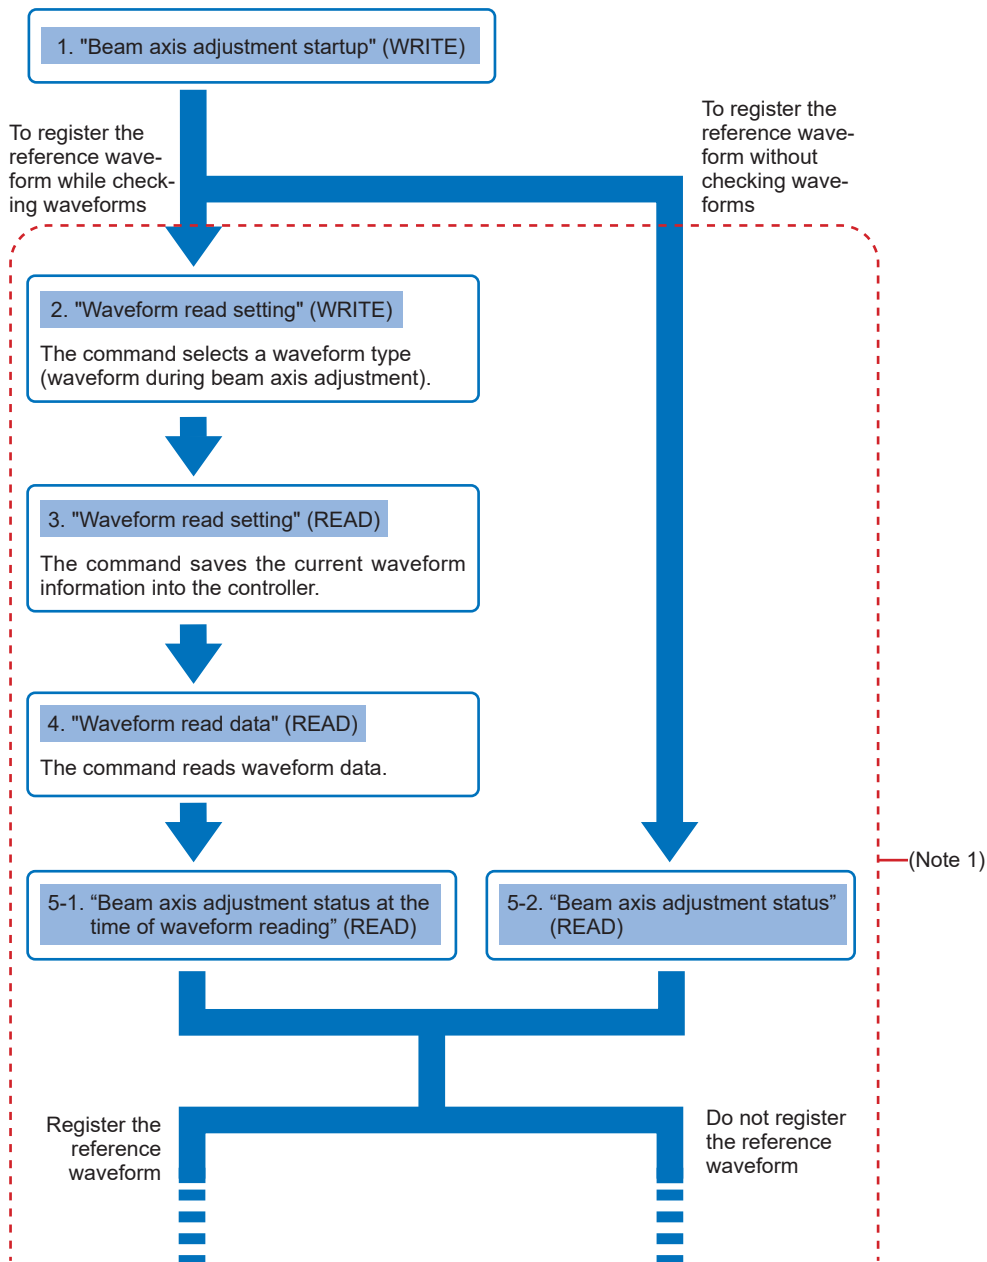 1. "Beam axis adjustment startup" (WRITE)
To register the
reference wave-
form while check-
ing waveforms
To register the
reference wave-
form without
checking wave-
forms
2. "Waveform read setting" (WRITE)
The command selects a waveform type
(waveform during beam axis adjustment).
3. "Waveform read setting" (READ)
The command saves the current waveform
information into the controller.
4. "Waveform read data" (READ)
The command reads waveform data.
(Note 1)
5-1. “Beam axis adjustment status at the
time of waveform reading” (READ)
5-2. “Beam axis adjustment status”
(READ)
Register the
reference
waveform
Do not register
the reference
waveform